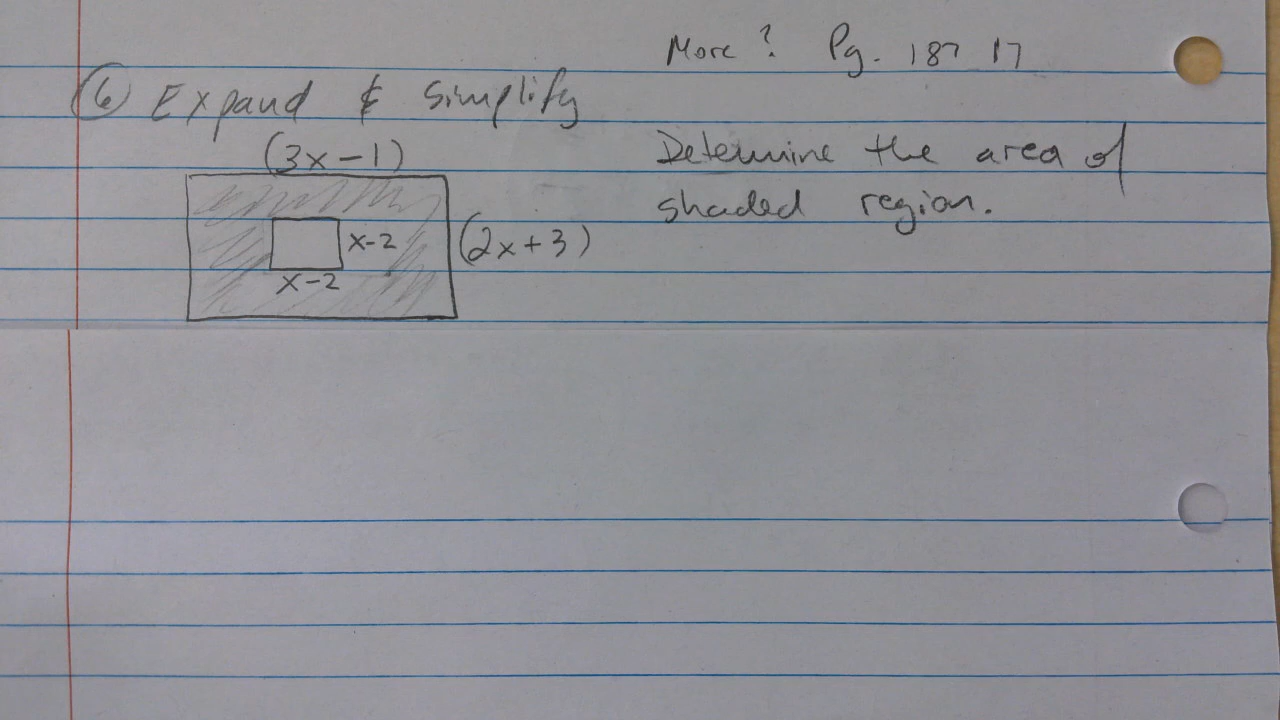 More? Pg. 187 17
6 Expand & Simplify
(3x-1)
Determine the area of
shaded region.
x-2
(2x+3)
x-2